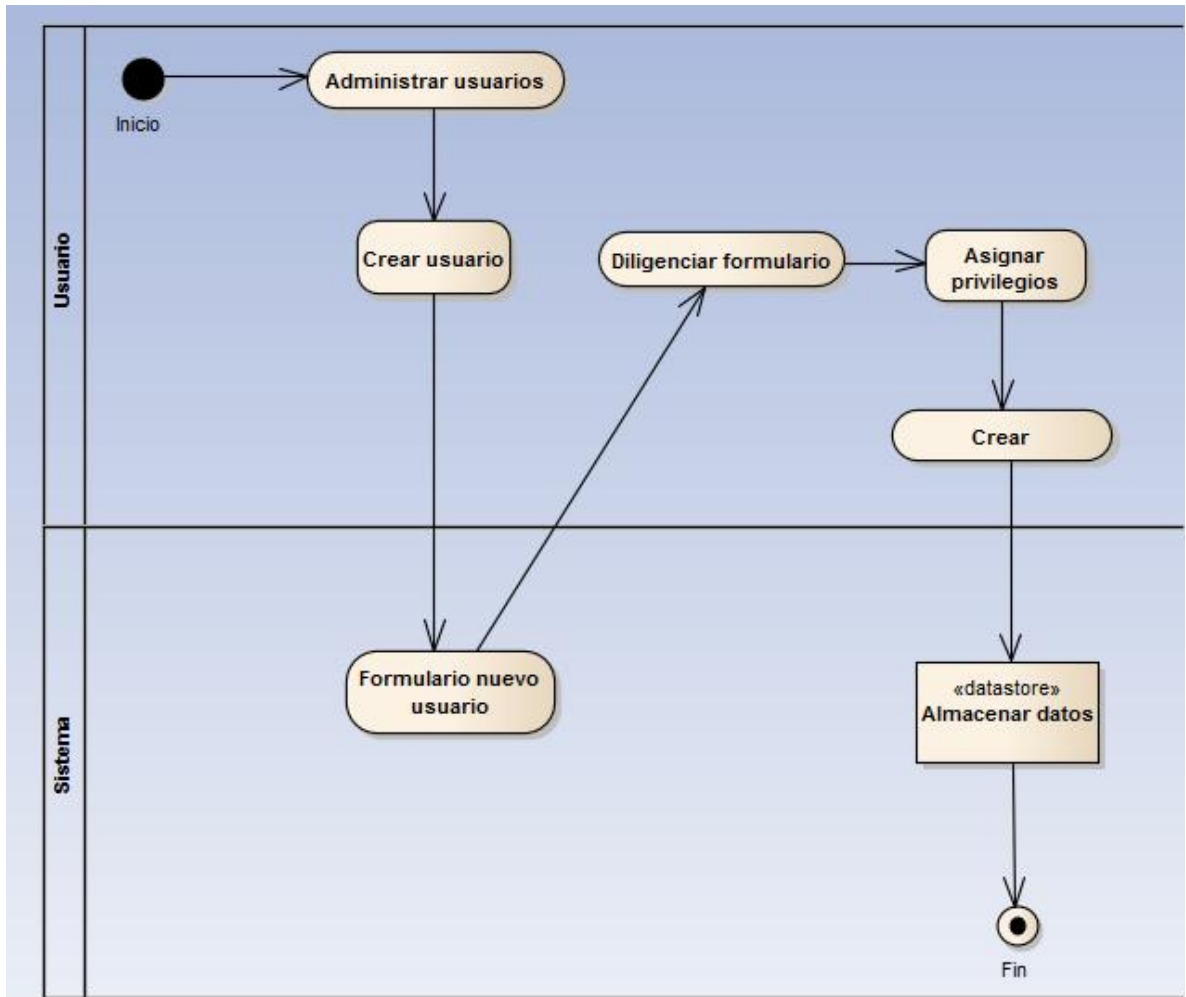 Usuario
Inicio
Administrar usuarios
Crear usuario
Diligenciar formulario
Asignar
privilegios
Crear
Sistema
Formulario nuevo
usuario
«datastore»
Almacenar datos
Fin